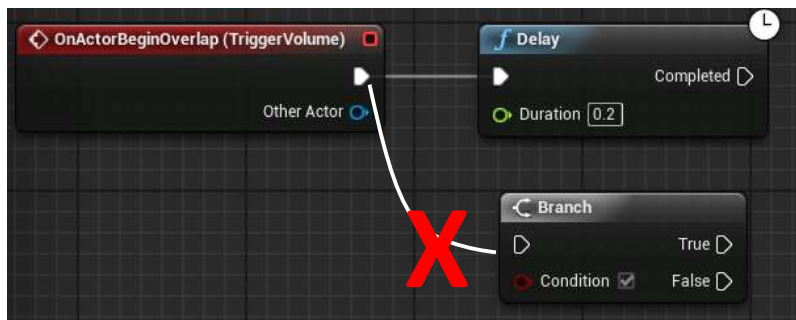 OnActorBeginOverlap (TriggerVolume)
Other Actor
f Delay
Completed
Duration 0.2
Branch
True
Condition
False
X